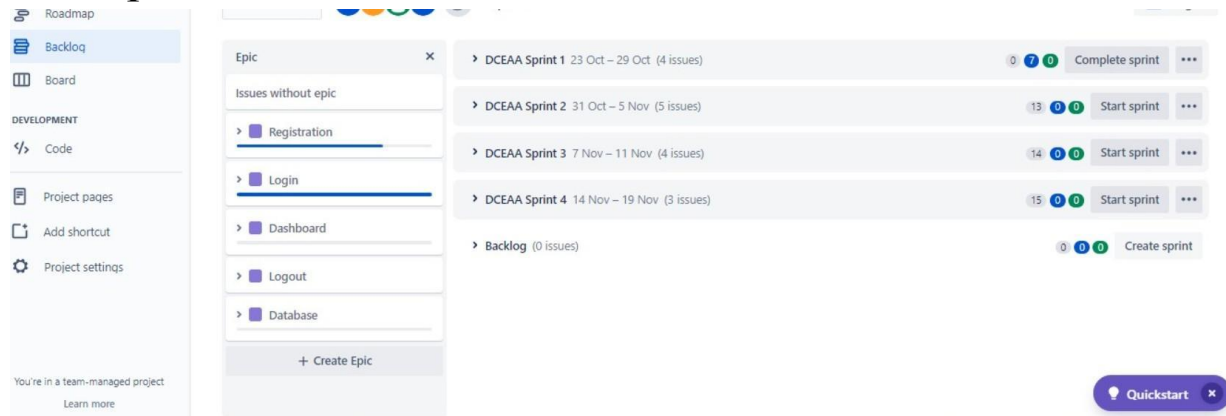 Roadmap
Backlog
Board
DEVELOPMENT
Code
Project pages
Add shortcut
Project settings
You're in a team-managed project
Learn more
Epic
Issues without epic
Registration
Login
Dashboard
Logout
Database
+ Create Epic
DCEAA Sprint 1 23 Oct – 29 Oct (4 issues) 0 7 0 Complete sprint
DCEAA Sprint 2 31 Oct – 5 Nov (5 issues) 13 0 0 Start sprint
DCEAA Sprint 3 7 Nov – 11 Nov (4 issues) 14 0 0 Start sprint
DCEAA Sprint 4 14 Nov – 19 Nov (3 issues) 15 0 0 Start sprint
Backlog (0 issues) 0 0 0 Create sprint
Quickstart